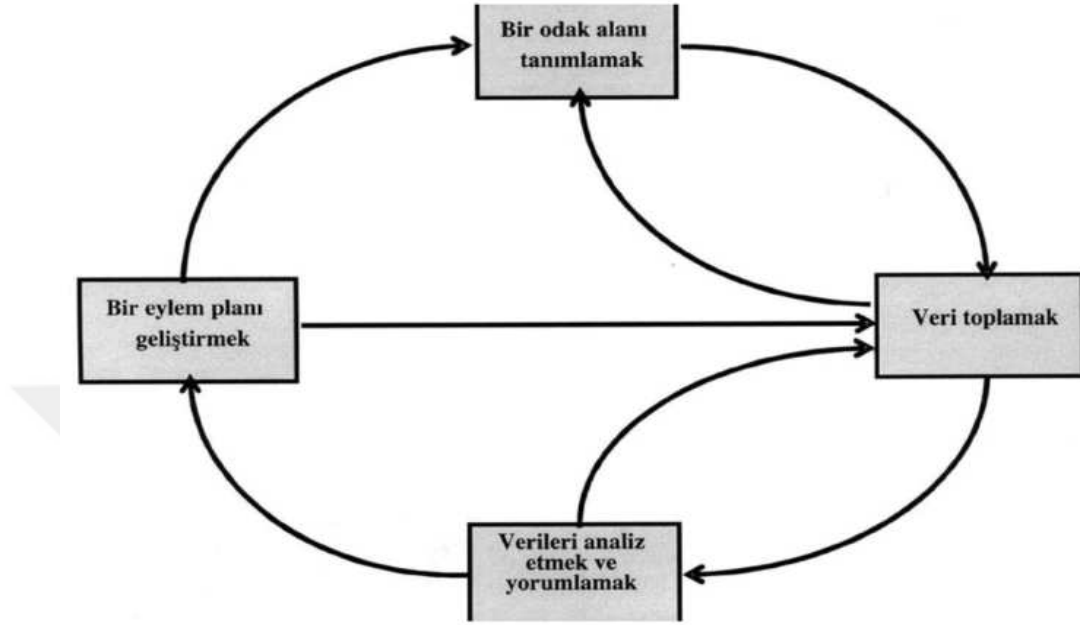 Bir odak alanı
tanımlamak
Bir eylem planı
geliştirmek
Veri toplamak
Verileri analiz
etmek ve
yorumlamak